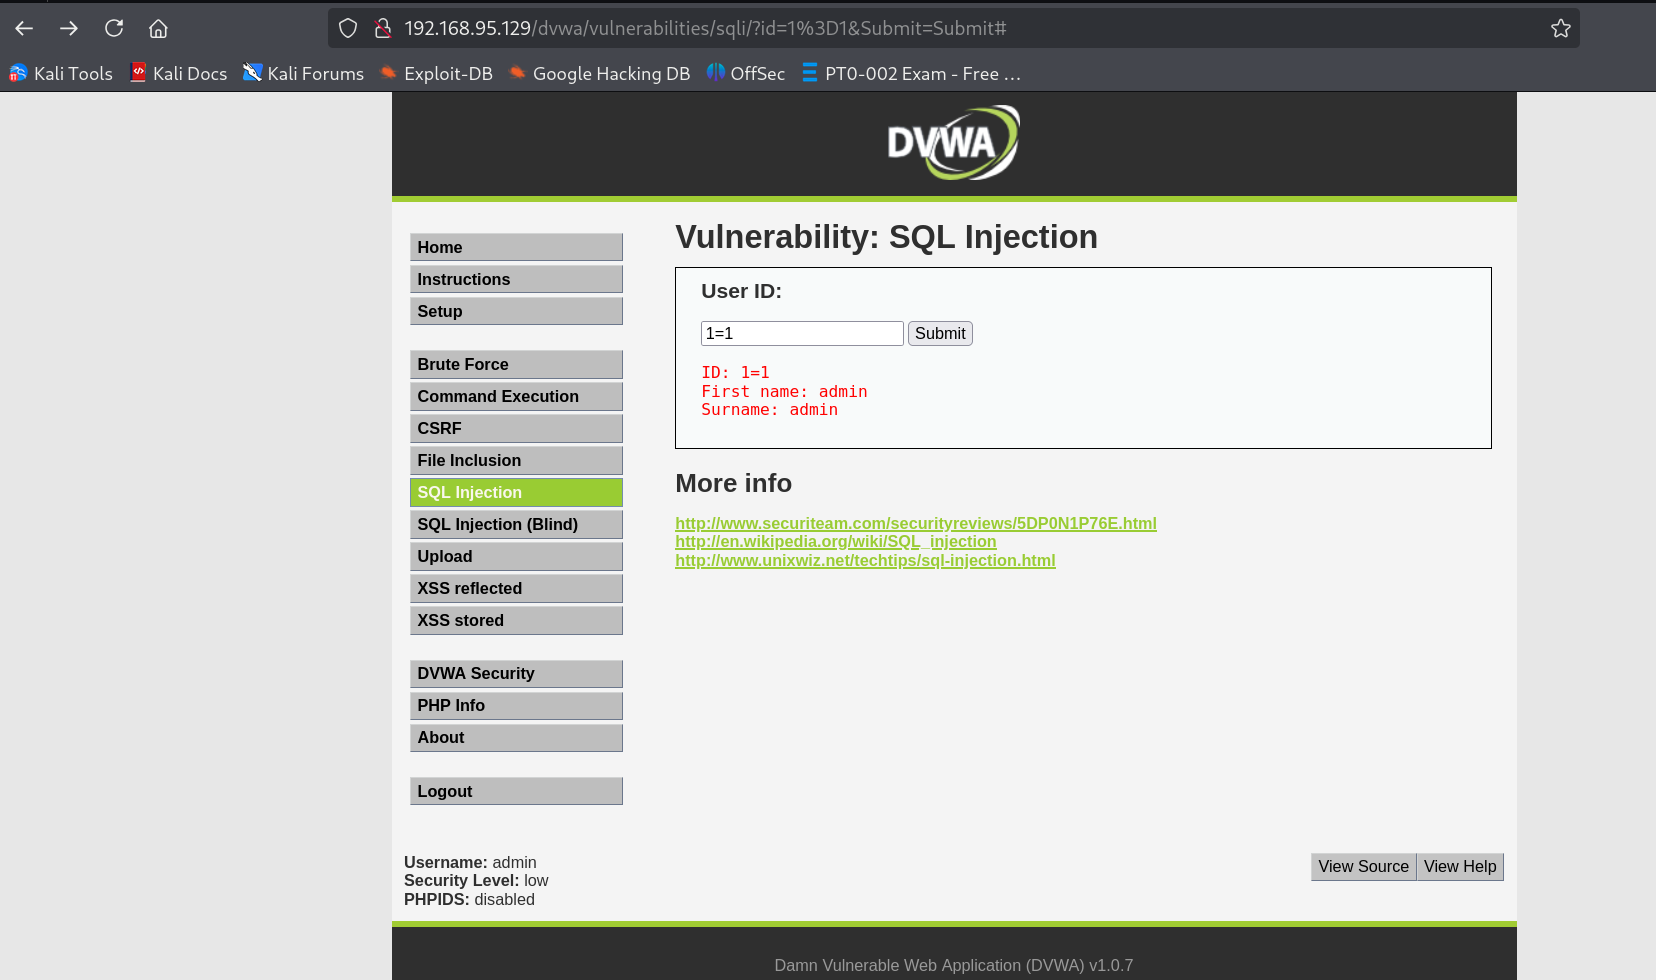 192.168.95.129/dvwa/vulnerabilities/sqli/?id=1%3D1&Submit=Submit#
Kali Tools Kali Docs Kali Forums Exploit-DB Google Hacking DB OffSec PT0-002 Exam - Free ...
DVWA
Home
Instructions
Setup
Brute Force
Command Execution
CSRF
File Inclusion
SQL Injection
SQL Injection (Blind)
Upload
XSS reflected
XSS stored
DVWA Security
PHP Info
About
Logout
Vulnerability: SQL Injection
User ID:
1=1 Submit
ID: 1=1
First name: admin
Surname: admin
More info
http://www.securiteam.com/securityreviews/5DP0N1P76E.html
http://en.wikipedia.org/wiki/SQL_injection
http://www.unixwiz.net/techtips/sql-injection.html
Username: admin
Security Level: low
PHPIDS: disabled
View Source View Help
Damn Vulnerable Web Application (DVWA) v1.0.7